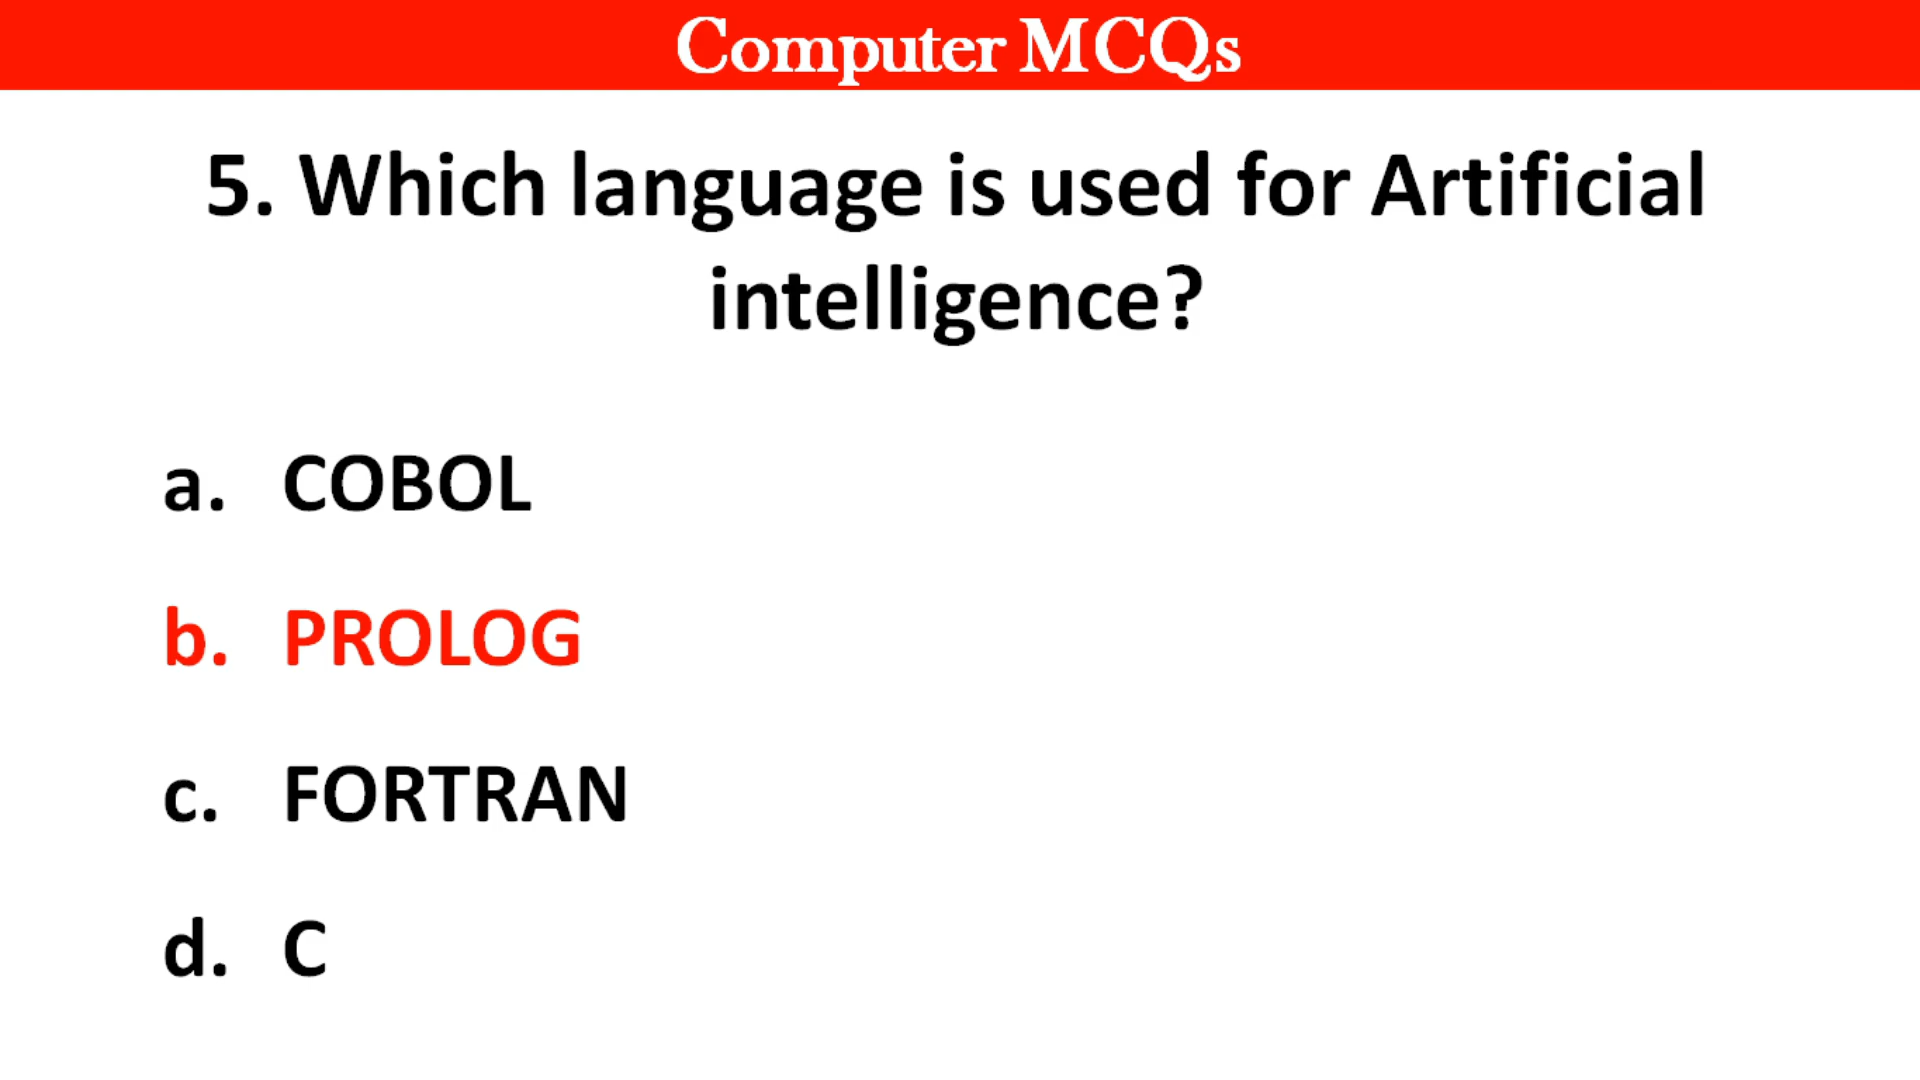 Computer MCQs
5. Which language is used for Artificial
intelligence?
a. COBOL
b. PROLOG
c. FORTRAN
d. C